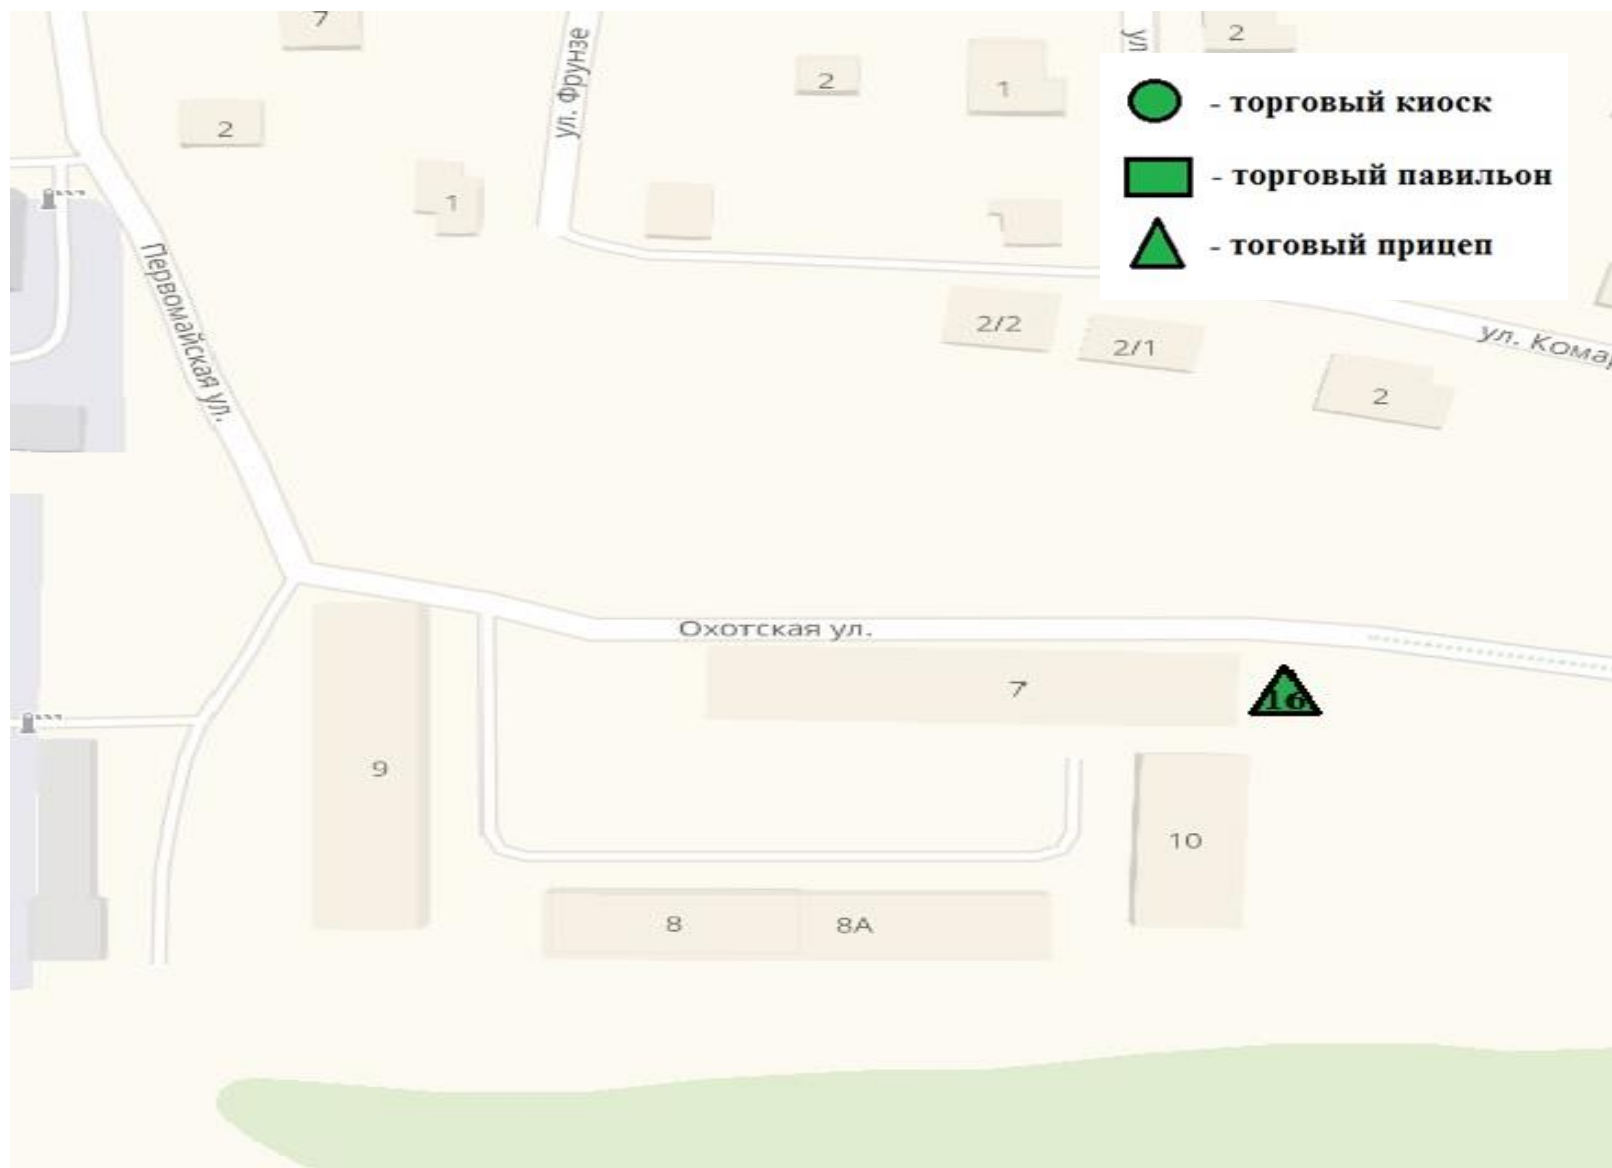 7
2
1
ул. Фрунзе
2
1
ул
2
- торговый киоск
- торговый павильон
- тоговый прицеп
Первомайская ул.
2/2
2/1
2
ул. Комар
Охотская ул.
7
16
9
10
8
8А